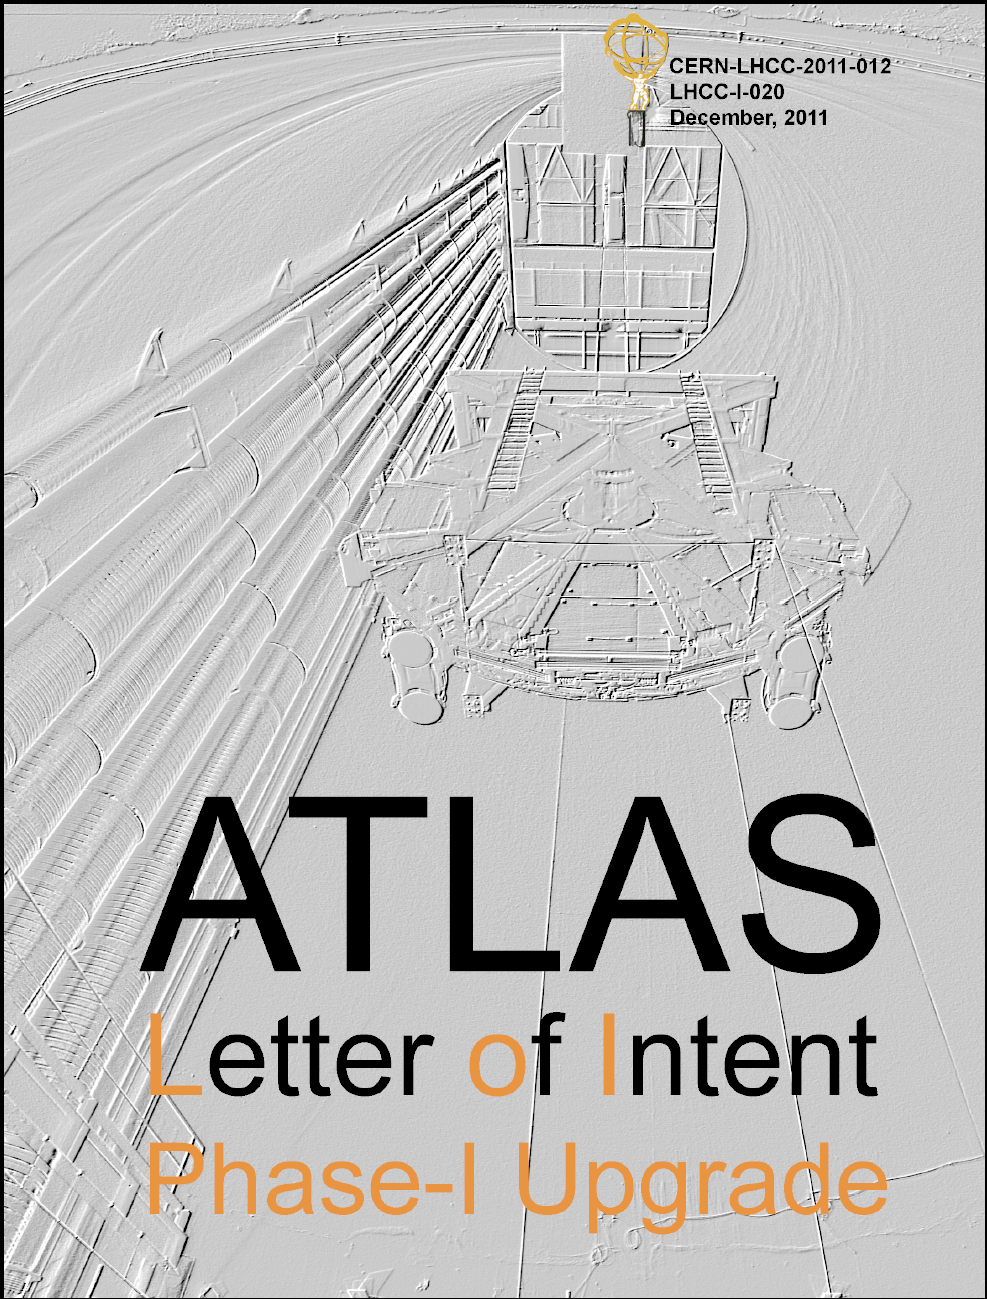 CERN-LHCC-2011-012
LHCC-I-020
December, 2011
ATLAS
Letter of Intent
Phase-I Upgrade